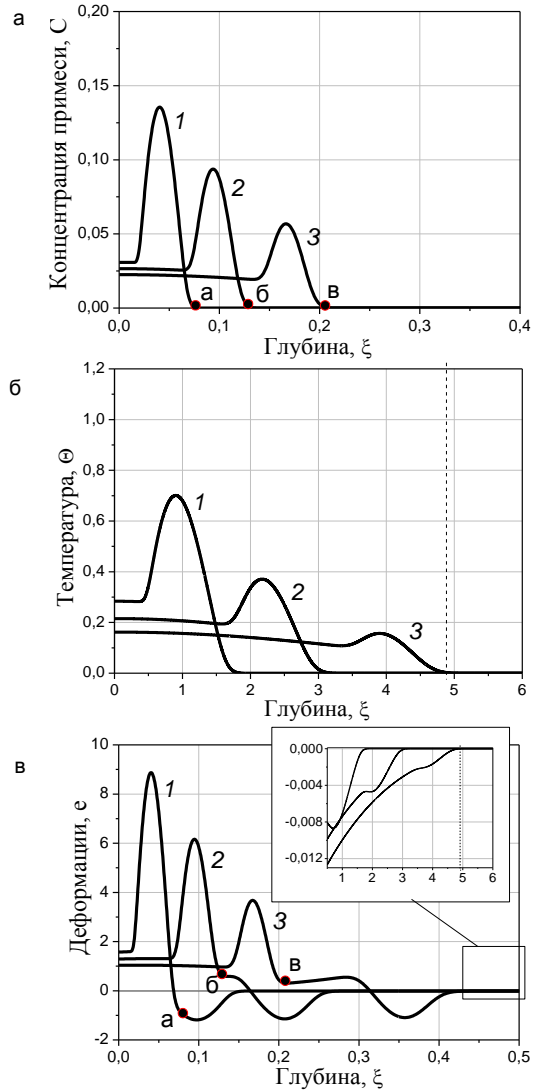 а
Концентрация примеси, С
0,20
0,15
0,10
0,05
0,00
1
2
3
а
б
в
0,0 0,1 0,2 0,3 0,4
Глубина, ξ
б
Температура, Θ
1,2
1,0
0,8
0,6
0,4
0,2
0,0
1
2
3
0 1 2 3 4 5 6
Глубина, ξ
в
Деформации, е
10
8
6
4
2
0
-2
1
2
3
а
б
в
0,000
-0,004
-0,008
-0,012
1 2 3 4 5 6
0,0 0,1 0,2 0,3 0,4 0,5
Глубина, ξ